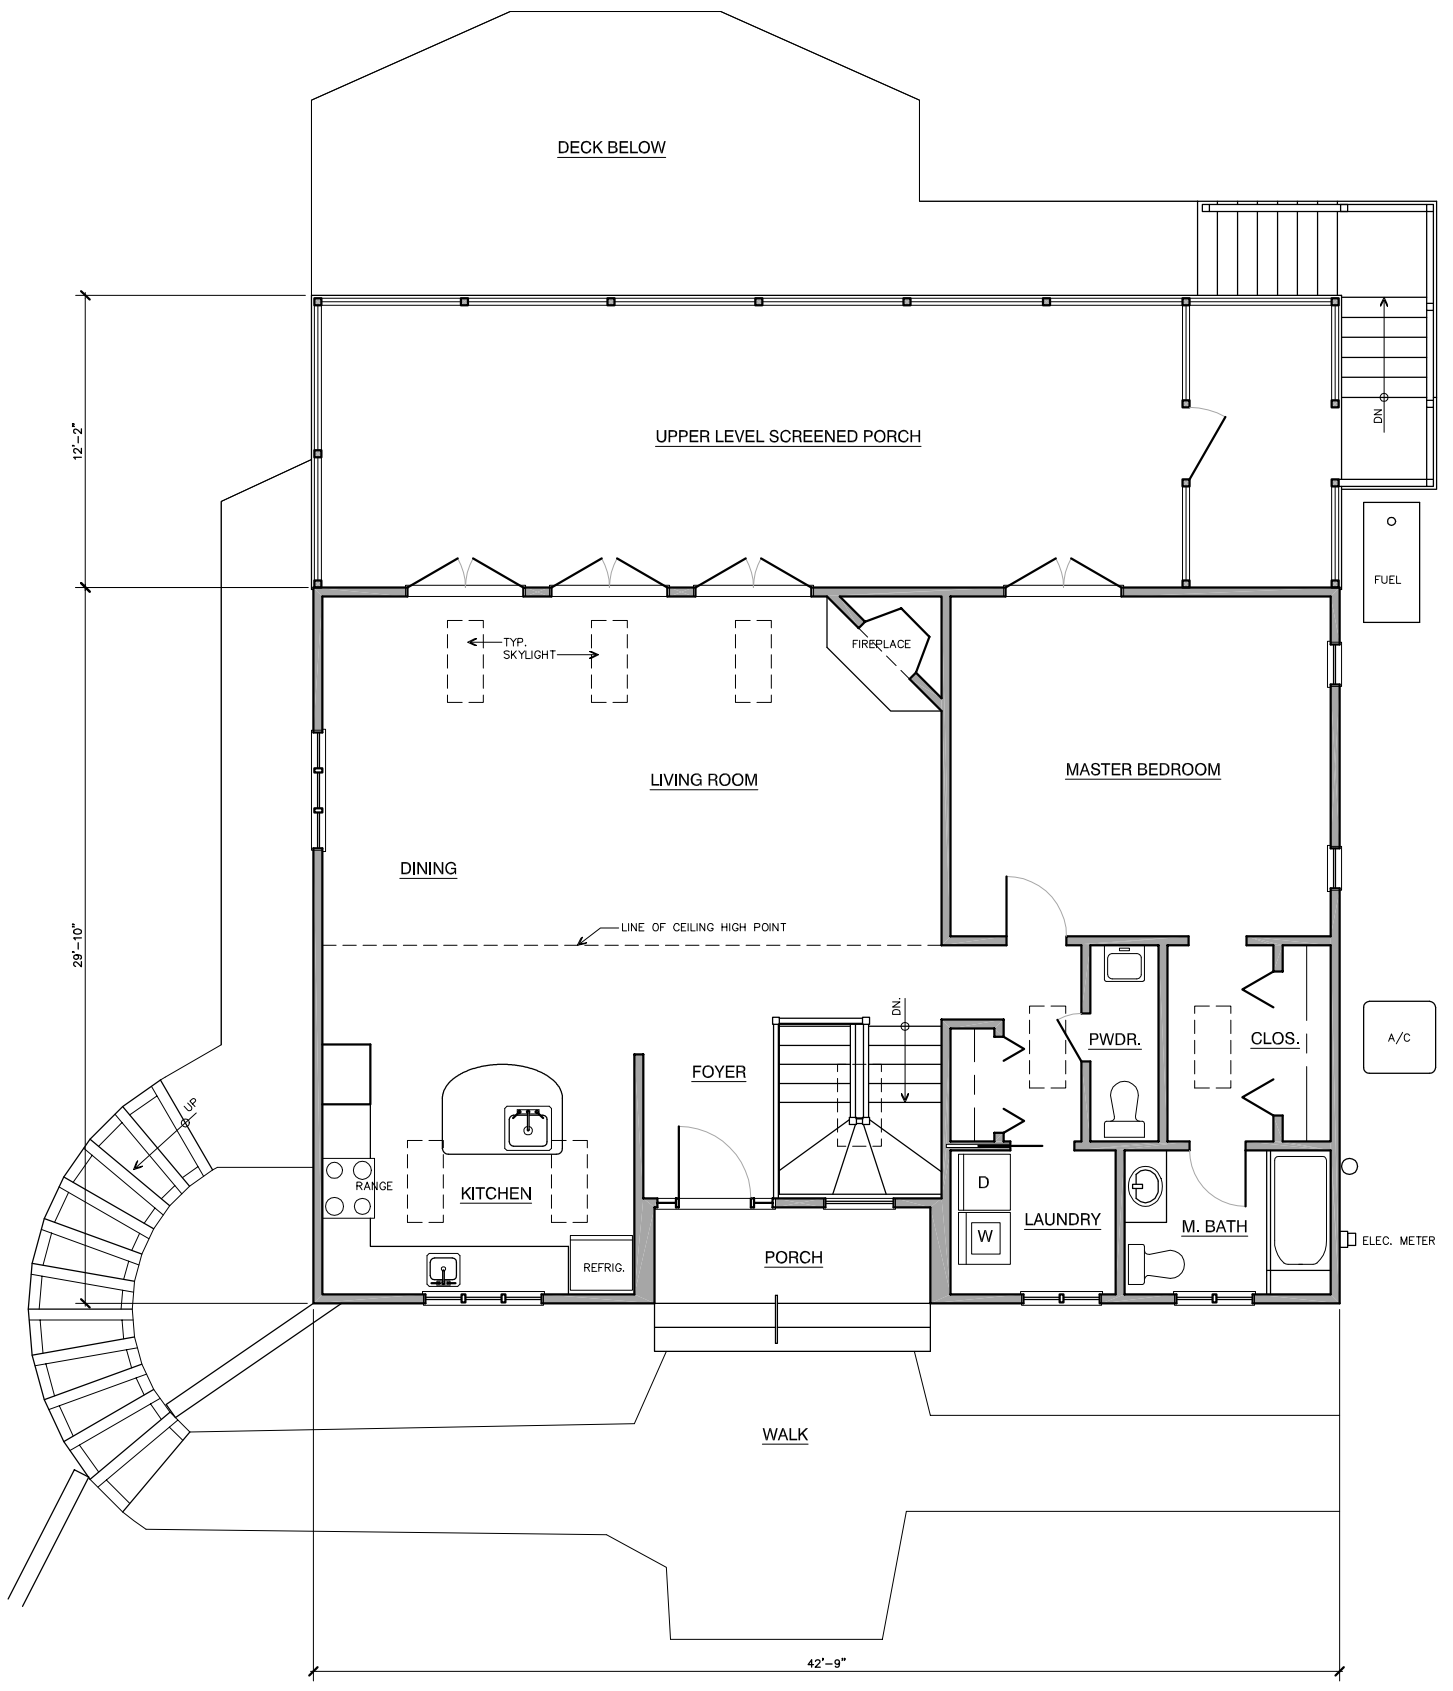 DECK BELOW
12'-2"
UPPER LEVEL SCREENED PORCH
DN
FUEL
TYP.
SKYLIGHT
FIREPLACE
LIVING ROOM
MASTER BEDROOM
DINING
LINE OF CEILING HIGH POINT
29'-10"
DN.
FOYER
PWDR.
CLOS.
A/C
UP
RANGE
KITCHEN
D
LAUNDRY
M. BATH
W
PORCH
ELEC. METER
REFRIG.
WALK
42'-9"